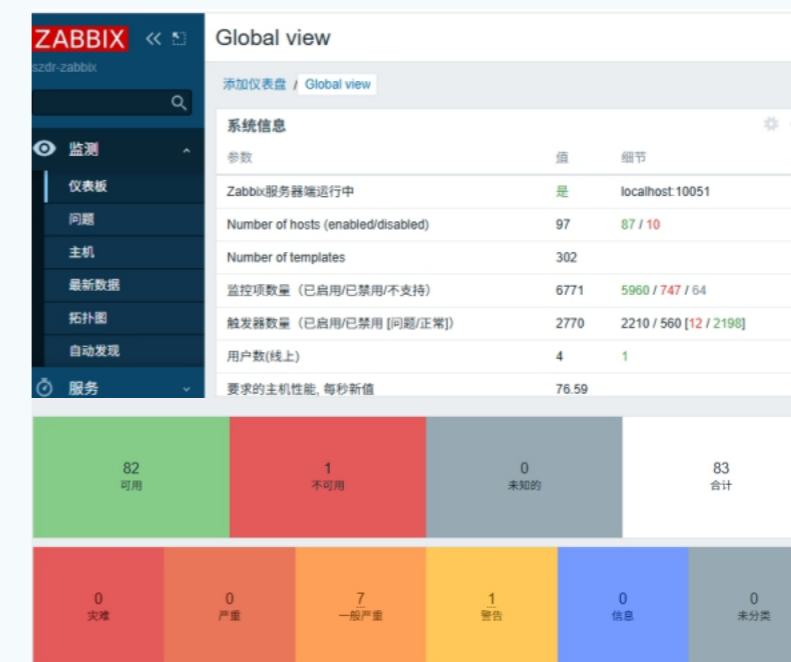 ZABBIX
Global view
szdr-zabbix
添加仪表盘 / Global view
系统信息
监测
参数 值 细节
仪表板
Zabbix服务器端运行中 是 localhost:10051
问题
Number of hosts (enabled/disabled) 97 87 / 10
主机
Number of templates 302
最新数据
监控项数量（已启用/已禁用/不支持） 6771 5960 / 747 / 64
拓扑图
触发器数量（已启用/已禁用 [问题/正常]） 2770 2210 / 560 [12 / 2198]
自动发现
用户数(线上) 4 1
服务
要求的主机性能, 每秒新值 76.59
82 1 0 83
可用 不可用 未知的 合计
0 0 7 1 0 0
灾难 严重 一般严重 警告 信息 未分类